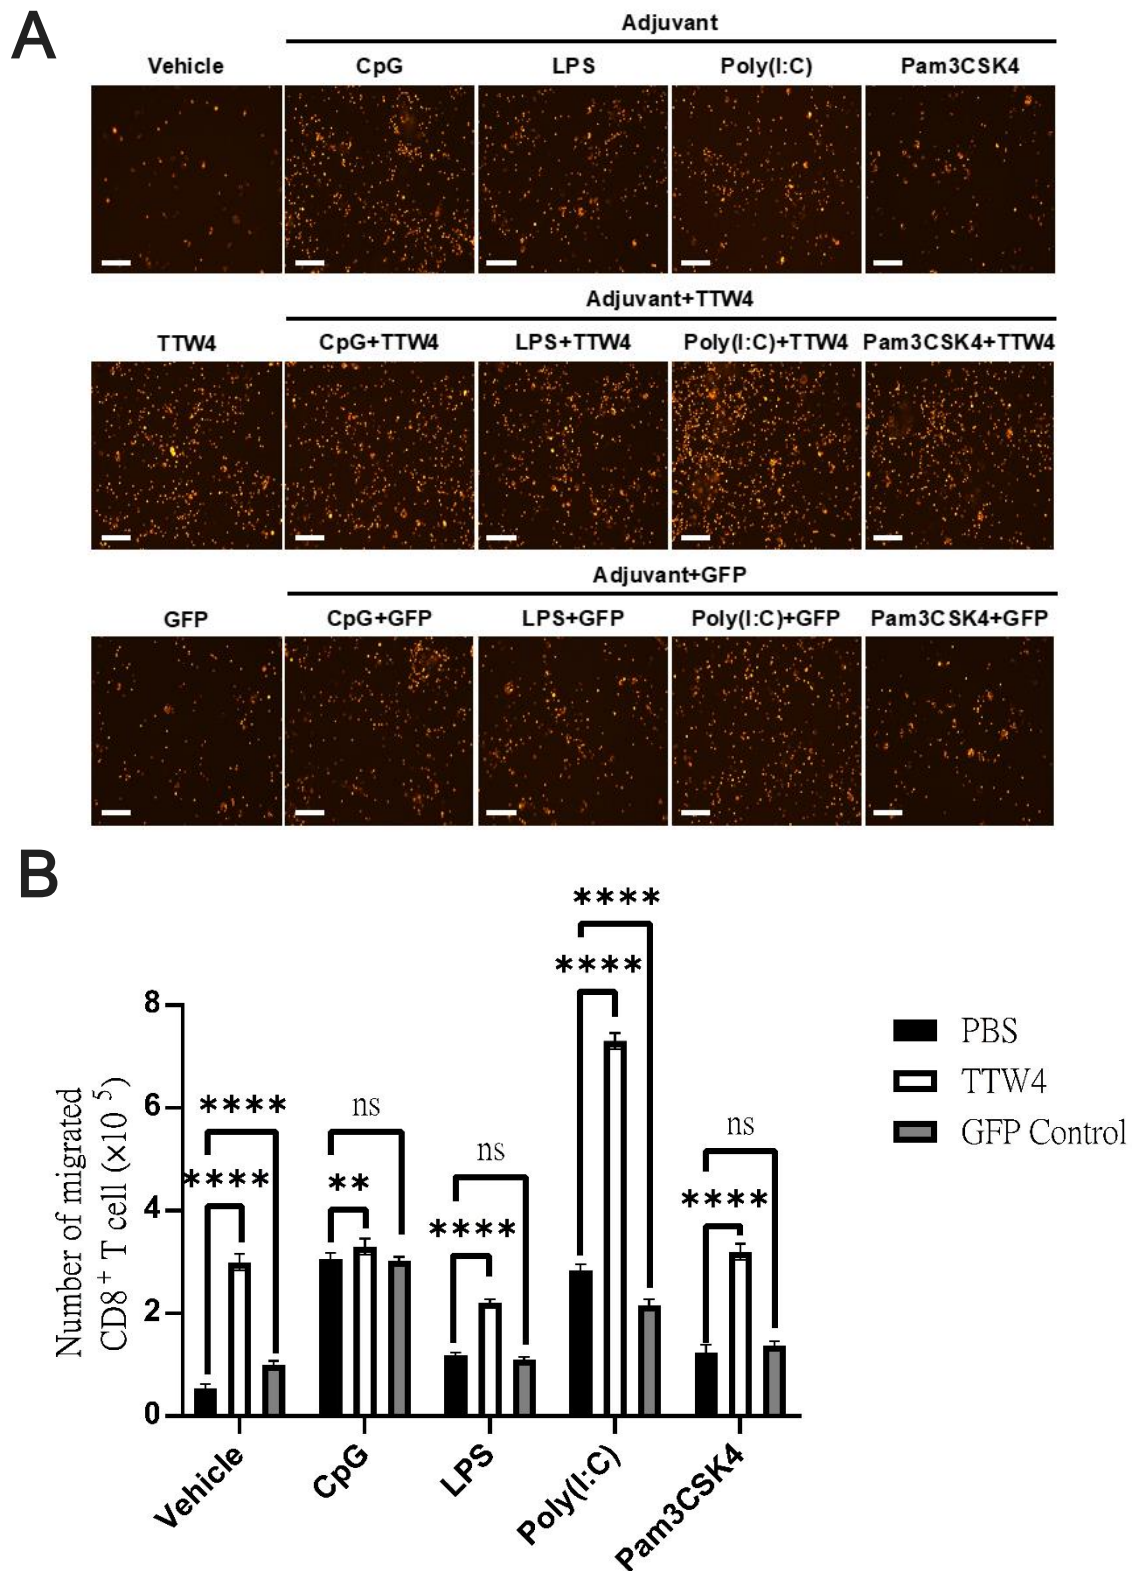 A
Adjuvant
Vehicle CpG LPS Poly(I:C) Pam3CSK4
Adjuvant+TTW4
TTW4 CpG+TTW4 LPS+TTW4 Poly(I:C)+TTW4 Pam3CSK4+TTW4
Adjuvant+GFP
GFP CpG+GFP LPS+GFP Poly(I:C)+GFP Pam3CSK4+GFP
B
Number of migrated
CD8⁺ T cell (×10 ⁵)
8
6
4
2
0
**** ****
ns **
ns ****
**** ****
ns ****
PBS
TTW4
GFP Control
Vehicle
CpG
LPS
Poly(I:C)
Pam3CSK4